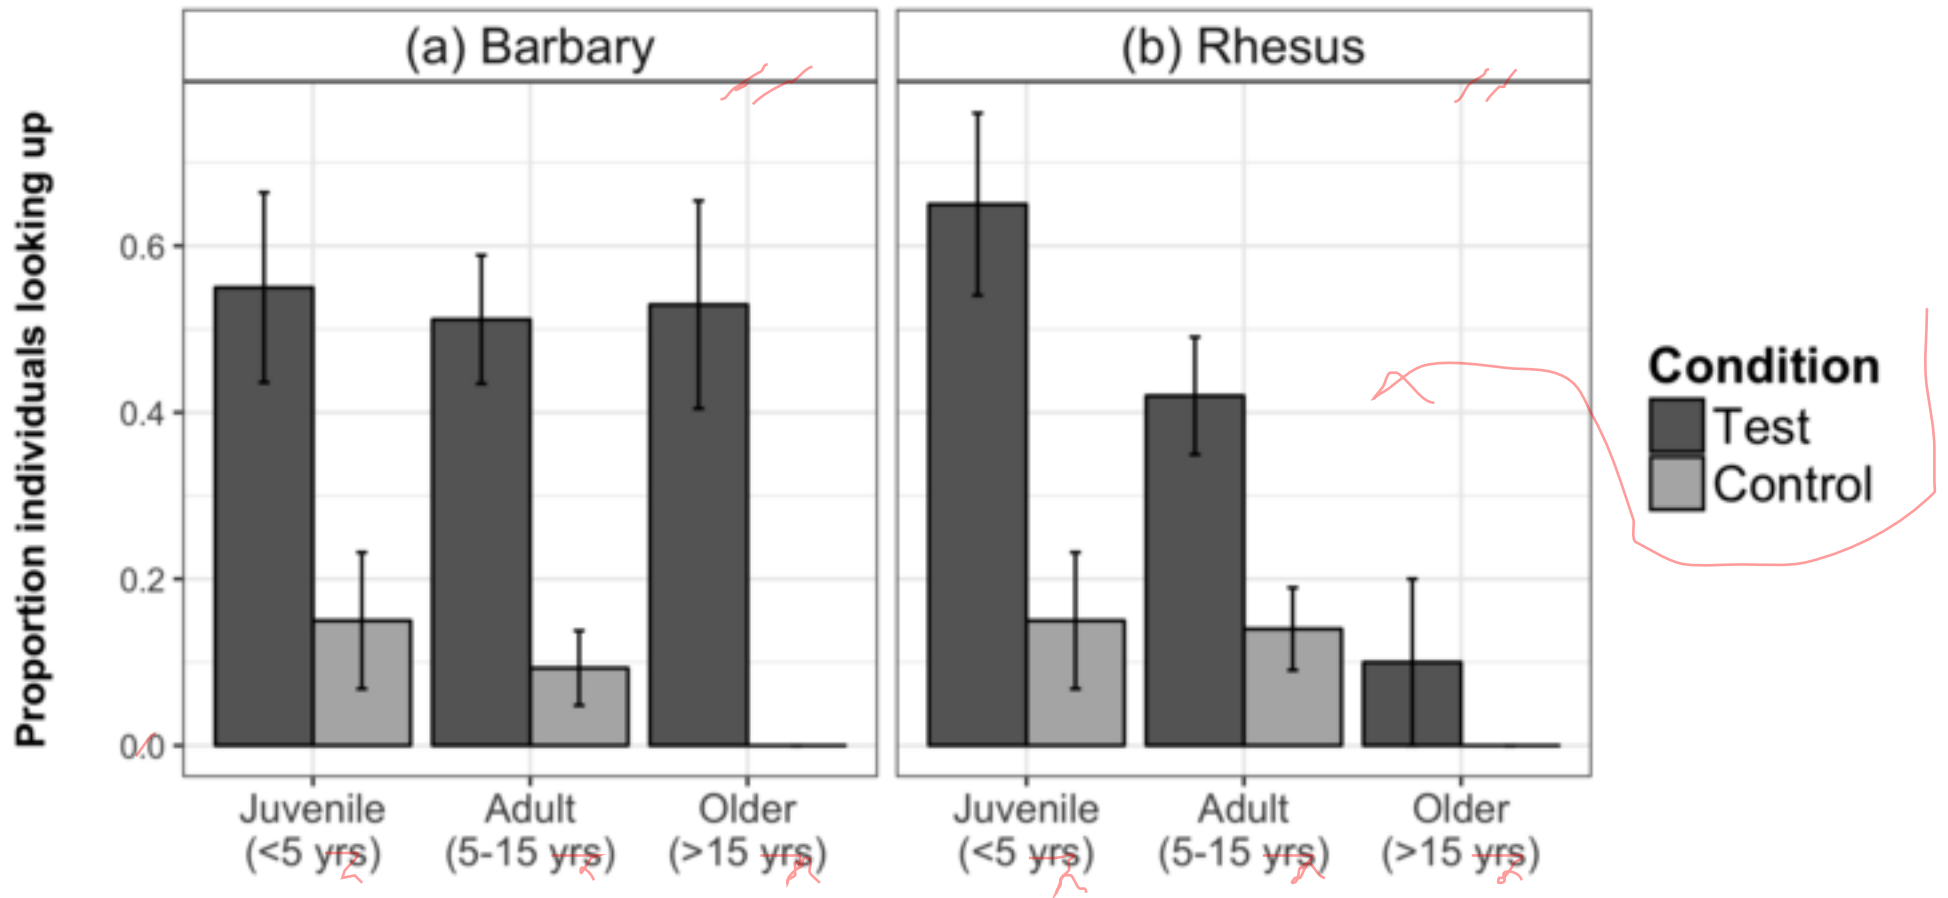 (a) Barbary
(b) Rhesus
Proportion individuals looking up
0.6
0.4
0.2
0.0
Juvenile
(<5 yrs)
Adult
(5-15 yrs)
Older
(>15 yrs)
Juvenile
(<5 yrs)
Adult
(5-15 yrs)
Older
(>15 yrs)
Condition
Test
Control